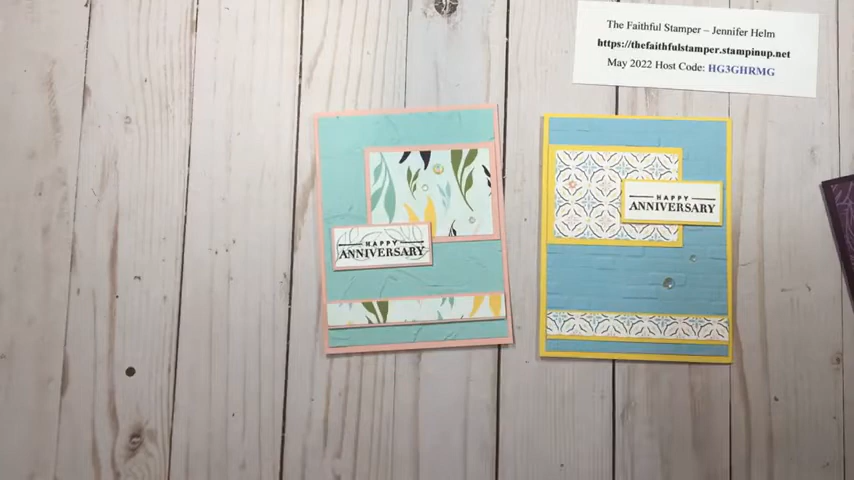 The Faithful Stamper – Jennifer Helm
https://thefaithfulstamper.stampinup.net
May 2022 Host Code: HG3GHRMG
HAPPY
ANNIVERSARY
HAPPY
ANNIVERSARY